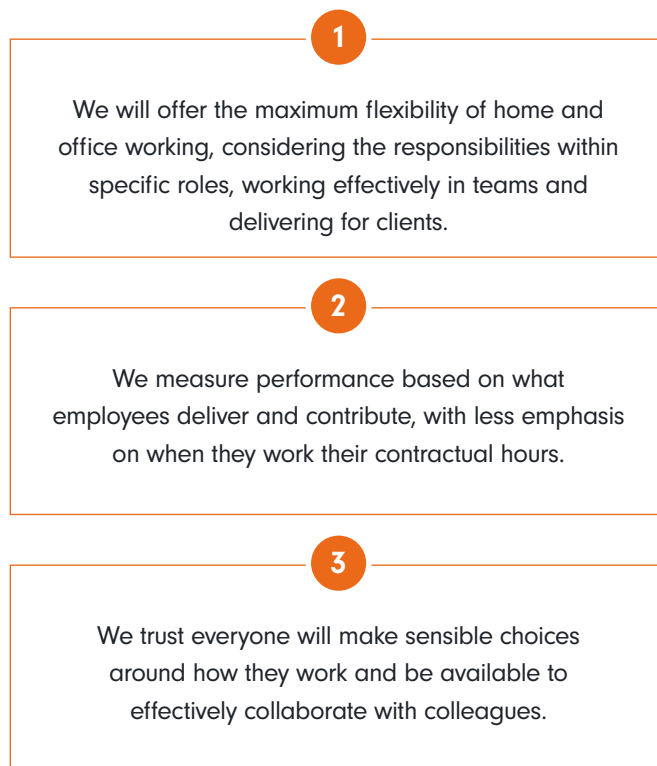 1
We will offer the maximum flexibility of home and
office working, considering the responsibilities within
specific roles, working effectively in teams and
delivering for clients.
2
We measure performance based on what
employees deliver and contribute, with less emphasis
on when they work their contractual hours.
3
We trust everyone will make sensible choices
around how they work and be available to
effectively collaborate with colleagues.